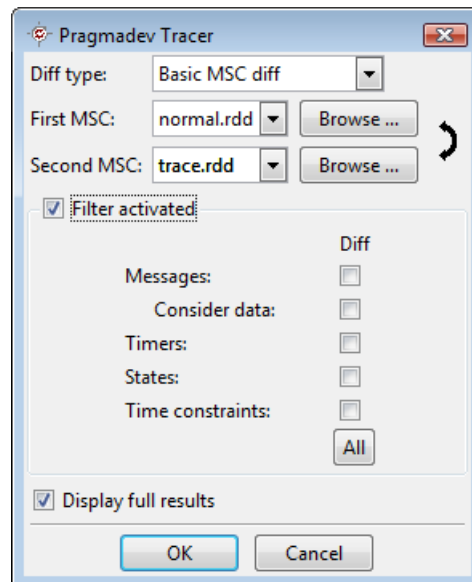 Pragmadev Tracer
Diff type: Basic MSC diff
First MSC: normal.rdd Browse ...
Second MSC: trace.rdd Browse ...
Filter activated
Diff
Messages:
Consider data:
Timers:
States:
Time constraints:
All
Display full results
OK Cancel